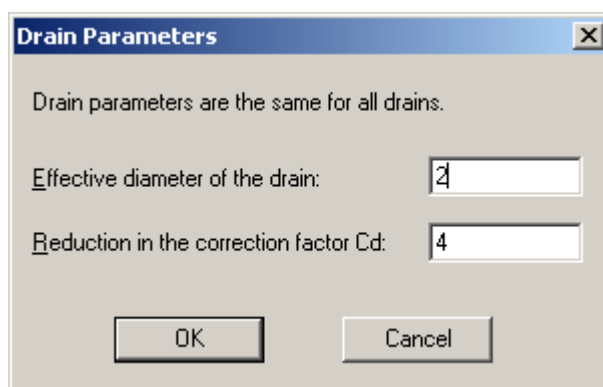 Drain Parameters
Drain parameters are the same for all drains.
Effective diameter of the drain: 2
Reduction in the correction factor Cd: 4
OK Cancel